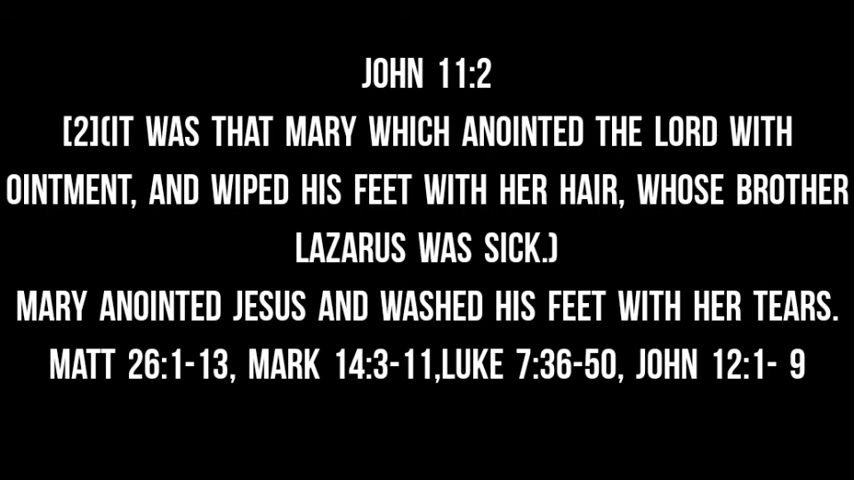 JOHN 11:2
[2](IT WAS THAT MARY WHICH ANOINTED THE LORD WITH
OINTMENT, AND WIPED HIS FEET WITH HER HAIR, WHOSE BROTHER
LAZARUS WAS SICK.)
MARY ANOINTED JESUS AND WASHED HIS FEET WITH HER TEARS.
MATT 26:1-13, MARK 14:3-11,LUKE 7:36-50, JOHN 12:1- 9